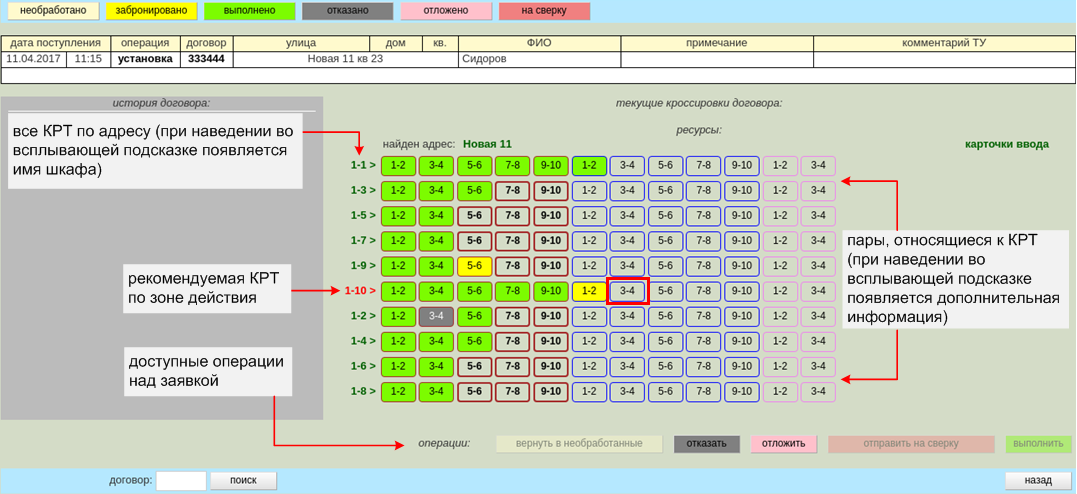 необработано забронировано выполнено отказано отложено на сверку
дата поступления операция договор улица дом кв. ФИО примечание комментарий ТУ
11.04.2017 11:15 установка 333444 Новая 11 кв 23 Сидоров
история договора: текущие кроссировки договора:
все КРТ по адресу (при наведении во
всплывающей подсказке появляется
имя шкафа)
ресурсы:
найден адрес: Новая 11 карточки ввода
1-1 > 1-2 3-4 5-6 7-8 9-10 1-2 3-4 5-6 7-8 9-10 1-2 3-4
1-3 > 1-2 3-4 5-6 7-8 9-10 1-2 3-4 5-6 7-8 9-10 1-2 3-4
1-5 > 1-2 3-4 5-6 7-8 9-10 1-2 3-4 5-6 7-8 9-10 1-2 3-4
1-7 > 1-2 3-4 5-6 7-8 9-10 1-2 3-4 5-6 7-8 9-10 1-2 3-4
1-9 > 1-2 3-4 5-6 7-8 9-10 1-2 3-4 5-6 7-8 9-10 1-2 3-4
1-10 > 1-2 3-4 5-6 7-8 9-10 1-2 3-4 5-6 7-8 9-10 1-2 3-4
1-2 > 1-2 3-4 5-6 7-8 9-10 1-2 3-4 5-6 7-8 9-10 1-2 3-4
1-4 > 1-2 3-4 5-6 7-8 9-10 1-2 3-4 5-6 7-8 9-10 1-2 3-4
1-6 > 1-2 3-4 5-6 7-8 9-10 1-2 3-4 5-6 7-8 9-10 1-2 3-4
1-8 > 1-2 3-4 5-6 7-8 9-10 1-2 3-4 5-6 7-8 9-10 1-2 3-4
пары, относящиеся к КРТ
(при наведении во
всплывающей подсказке
появляется дополнительная
информация)
рекомендуемая КРТ
по зоне действия
доступные операции
над заявкой
операции: вернуть в необработанные отказать отложить отправить на сверку выполнить
договор: поиск назад